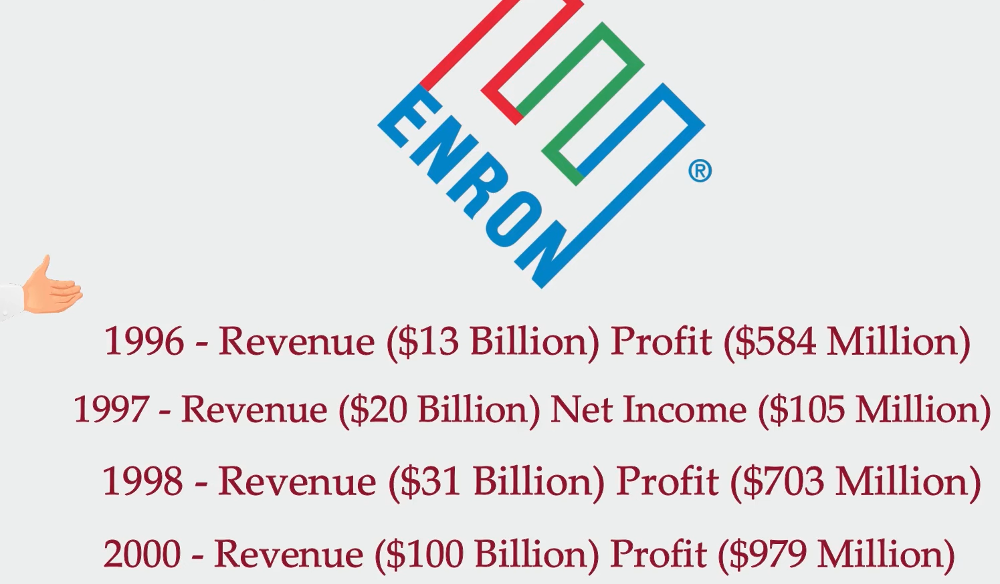 ENRON
®
1996 - Revenue ($13 Billion) Profit ($584 Million)
1997 - Revenue ($20 Billion) Net Income ($105 Million)
1998 - Revenue ($31 Billion) Profit ($703 Million)
2000 - Revenue ($100 Billion) Profit ($979 Million)